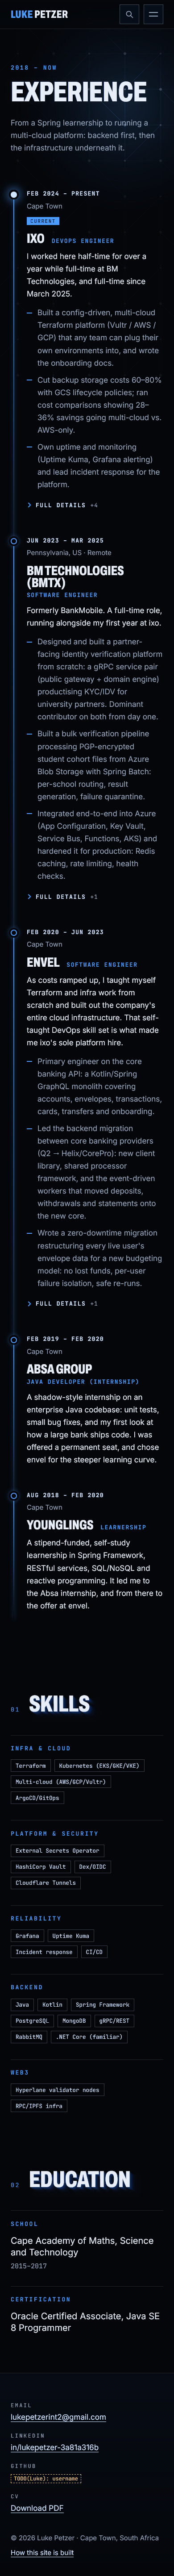 LUKE PETZER
2018 – NOW
EXPERIENCE
From a Spring learnership to running a
multi-cloud platform: backend first, then
the infrastructure underneath it.
FEB 2024 – PRESENT
Cape Town
CURRENT
IXO DEVOPS ENGINEER
I worked here half-time for over a
year while full-time at BM
Technologies, and full-time since
March 2025.
Built a config-driven, multi-cloud
Terraform platform (Vultr / AWS /
GCP) that any team can plug their
own environments into, and wrote
the onboarding docs.
Cut backup storage costs 60–80%
with GCS lifecycle policies; ran
cost comparisons showing 28–
36% savings going multi-cloud vs.
AWS-only.
Own uptime and monitoring
(Uptime Kuma, Grafana alerting)
and lead incident response for the
platform.
FULL DETAILS +4
JUN 2023 – MAR 2025
Pennsylvania, US · Remote
BM TECHNOLOGIES
(BMTX)
SOFTWARE ENGINEER
Formerly BankMobile. A full-time role,
running alongside my first year at ixo.
Designed and built a partner-
facing identity verification platform
from scratch: a gRPC service pair
(public gateway + domain engine)
productising KYC/IDV for
university partners. Dominant
contributor on both from day one.
Built a bulk verification pipeline
processing PGP-encrypted
student cohort files from Azure
Blob Storage with Spring Batch:
per-school routing, result
generation, failure quarantine.
Integrated end-to-end into Azure
(App Configuration, Key Vault,
Service Bus, Functions, AKS) and
hardened it for production: Redis
caching, rate limiting, health
checks.
FULL DETAILS +1
FEB 2020 – JUN 2023
Cape Town
ENVEL SOFTWARE ENGINEER
As costs ramped up, I taught myself
Terraform and infra work from
scratch and built out the company's
entire cloud infrastructure. That self-
taught DevOps skill set is what made
me ixo's sole platform hire.
Primary engineer on the core
banking API: a Kotlin/Spring
GraphQL monolith covering
accounts, envelopes, transactions,
cards, transfers and onboarding.
Led the backend migration
between core banking providers
(Q2 → Helix/CorePro): new client
library, shared processor
framework, and the event-driven
workers that moved deposits,
withdrawals and statements onto
the new core.
Wrote a zero-downtime migration
restructuring every live user's
envelope data for a new budgeting
model: no lost funds, per-user
failure isolation, safe re-runs.
FULL DETAILS +1
FEB 2019 – FEB 2020
Cape Town
ABSA GROUP
JAVA DEVELOPER (INTERNSHIP)
A shadow-style internship on an
enterprise Java codebase: unit tests,
small bug fixes, and my first look at
how a large bank ships code. I was
offered a permanent seat, and chose
envel for the steeper learning curve.
AUG 2018 – FEB 2020
Cape Town
YOUNGLINGS LEARNERSHIP
A stipend-funded, self-study
learnership in Spring Framework,
RESTful services, SQL/NoSQL and
reactive programming. It led me to
the Absa internship, and from there to
the offer at envel.
01 SKILLS
INFRA & CLOUD
Terraform
Kubernetes (EKS/GKE/VKE)
Multi-cloud (AWS/GCP/Vultr)
ArgoCD/GitOps
PLATFORM & SECURITY
External Secrets Operator
HashiCorp Vault
Dex/OIDC
Cloudflare Tunnels
RELIABILITY
Grafana
Uptime Kuma
Incident response
CI/CD
BACKEND
Java
Kotlin
Spring Framework
PostgreSQL
MongoDB
gRPC/REST
RabbitMQ
.NET Core (familiar)
WEB3
Hyperlane validator nodes
RPC/IPFS infra
02 EDUCATION
SCHOOL
Cape Academy of Maths, Science
and Technology
2015–2017
CERTIFICATION
Oracle Certified Associate, Java SE
8 Programmer
EMAIL
lukepetzerint2@gmail.com
LINKEDIN
in/lukepetzer-3a81a316b
GITHUB
TODO(Luke): username
CV
Download PDF
© 2026 Luke Petzer · Cape Town, South Africa
How this site is built